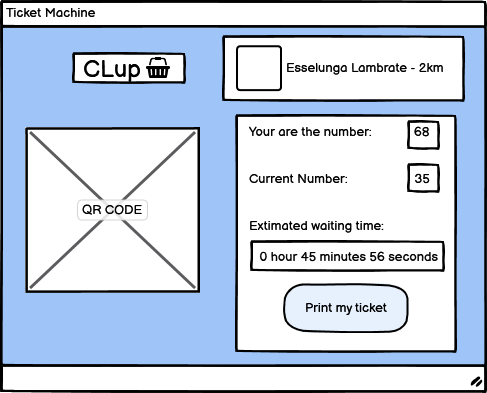 Ticket Machine
CLup
Esselunga Lambrate - 2km
Your are the number:
68
Current Number:
35
QR CODE
Extimated waiting time:
0 hour 45 minutes 56 seconds
Print my ticket